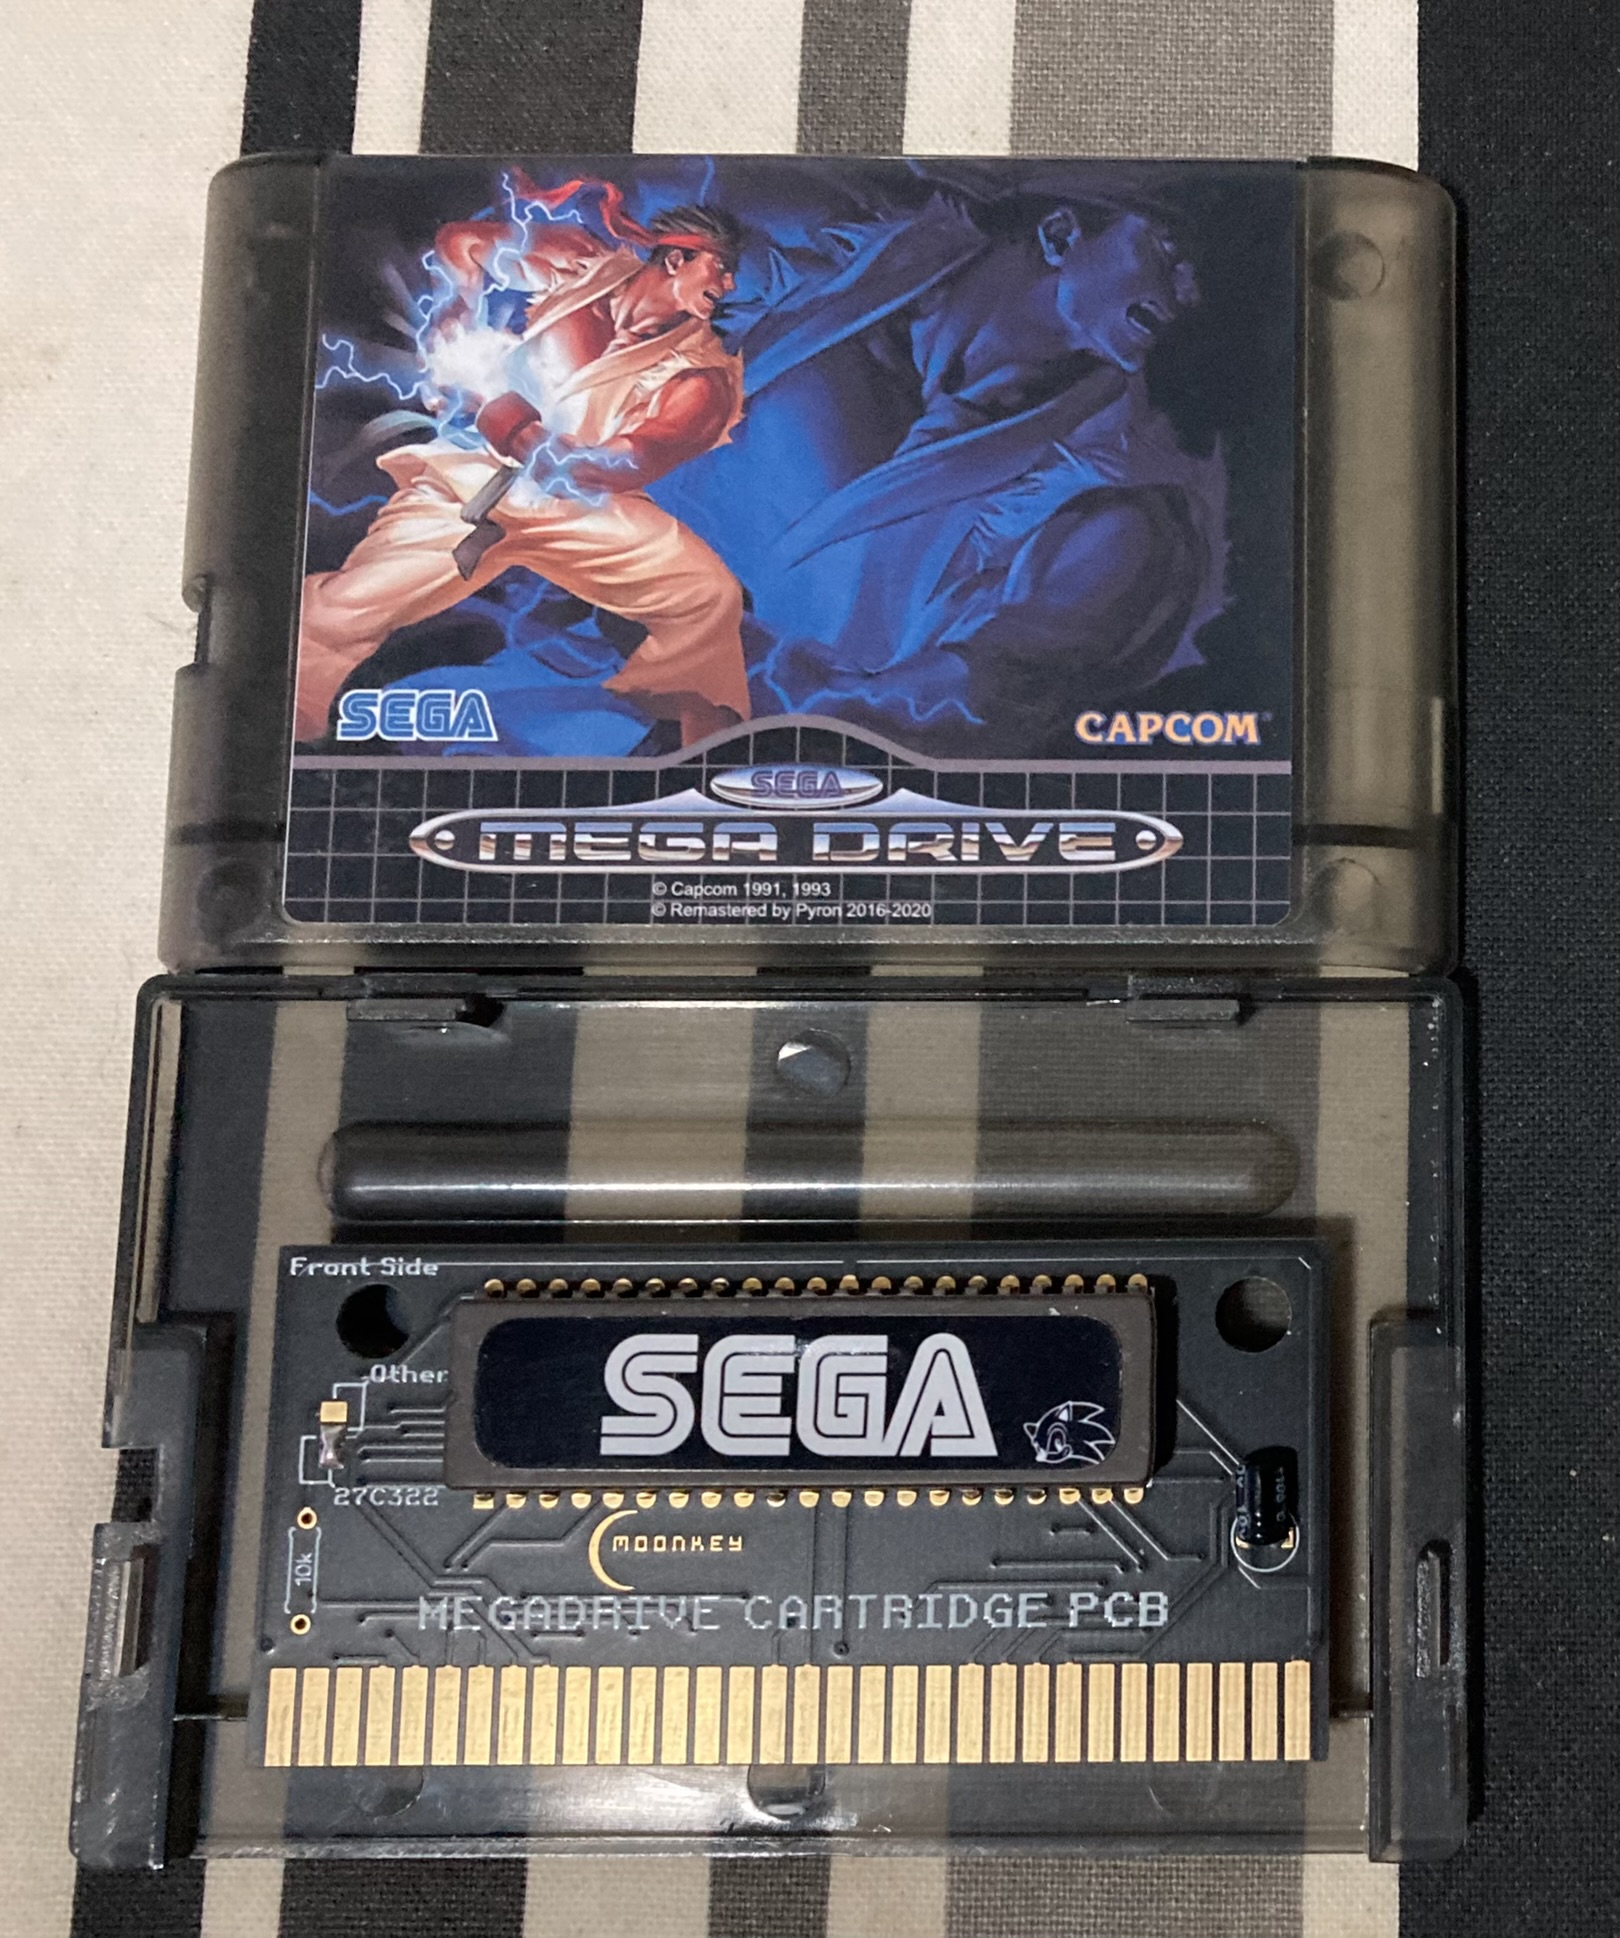 SEGA
CAPCOM
SEGA
MEGA DRIVE
© Capcom 1991, 1993
© Remastered by Pyron 2016-2020
Front Side
Other
SEGA
27C322
MOONKEY
10k
MEGADRIVE CARTRIDGE PCB